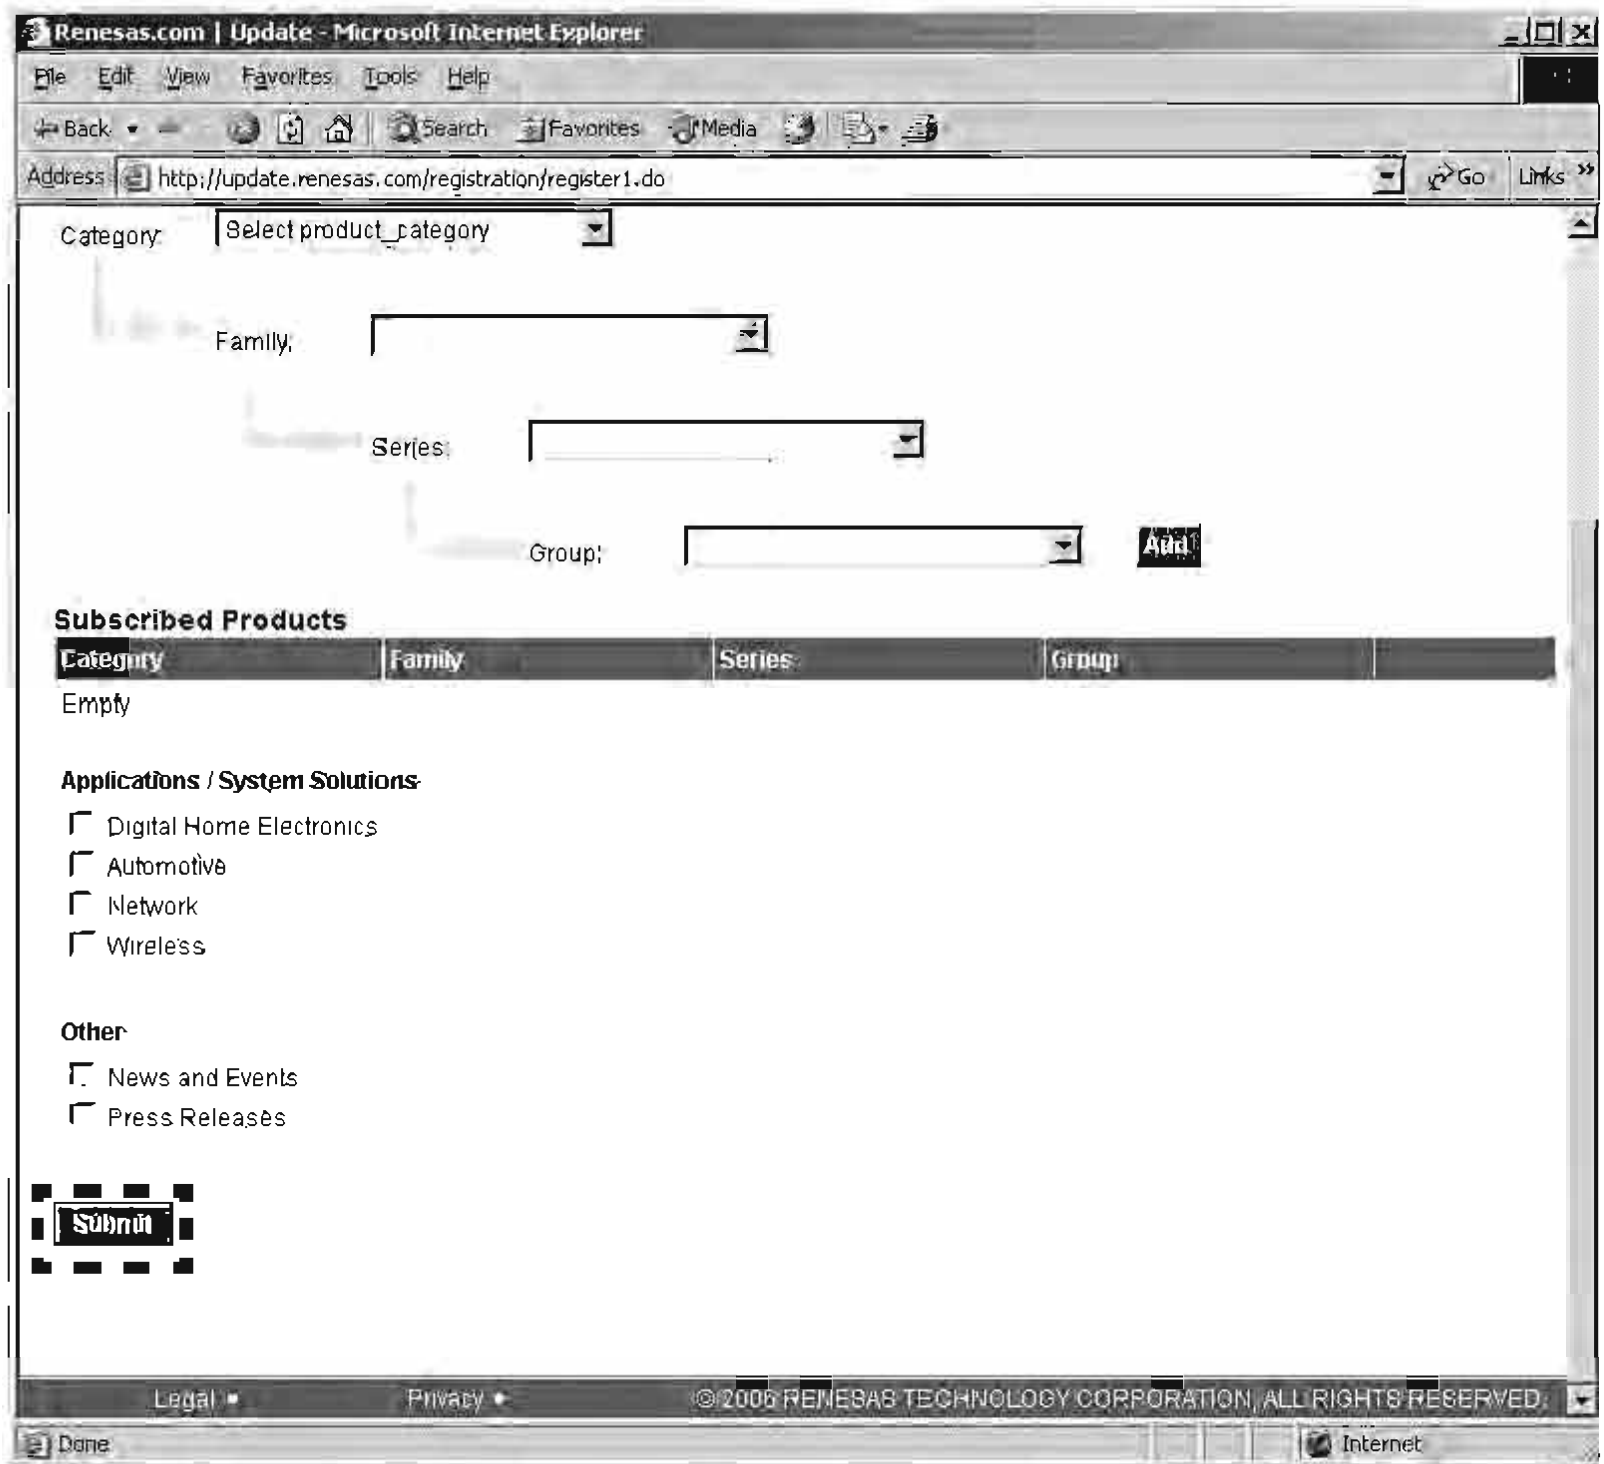 Renesas.com | Update - Microsoft Internet Explorer
File Edit View Favorites Tools Help
Back Search Favorites Media
Address http://update.renesas.com/registration/register1.do Go Links »
Category: Select product_category
Family:
Series:
Group: Add
Subscribed Products
Category Family Series Group
Empty
Applications / System Solutions
Digital Home Electronics
Automotive
Network
Wireless
Other
News and Events
Press Releases
Submit
Legal • Privacy • © 2006 RENESAS TECHNOLOGY CORPORATION, ALL RIGHTS RESERVED.
Done Internet